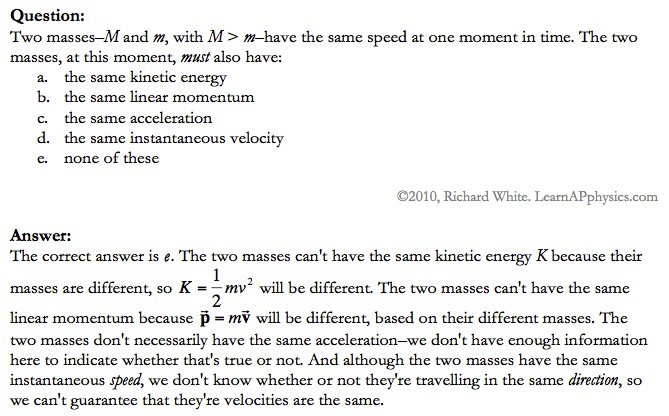 Question:
Two masses–M and m, with M > m–have the same speed at one moment in time. The two
masses, at this moment, must also have:
a. the same kinetic energy
b. the same linear momentum
c. the same acceleration
d. the same instantaneous velocity
e. none of these
©2010, Richard White. LearnAPphysics.com
Answer:
The correct answer is e. The two masses can't have the same kinetic energy K because their
masses are different, so K = 1/2 mv² will be different. The two masses can't have the same
linear momentum because p⃗ = mv⃗ will be different, based on their different masses. The
two masses don't necessarily have the same acceleration–we don't have enough information
here to indicate whether that's true or not. And although the two masses have the same
instantaneous speed, we don't know whether or not they're travelling in the same direction, so
we can't guarantee that they're velocities are the same.